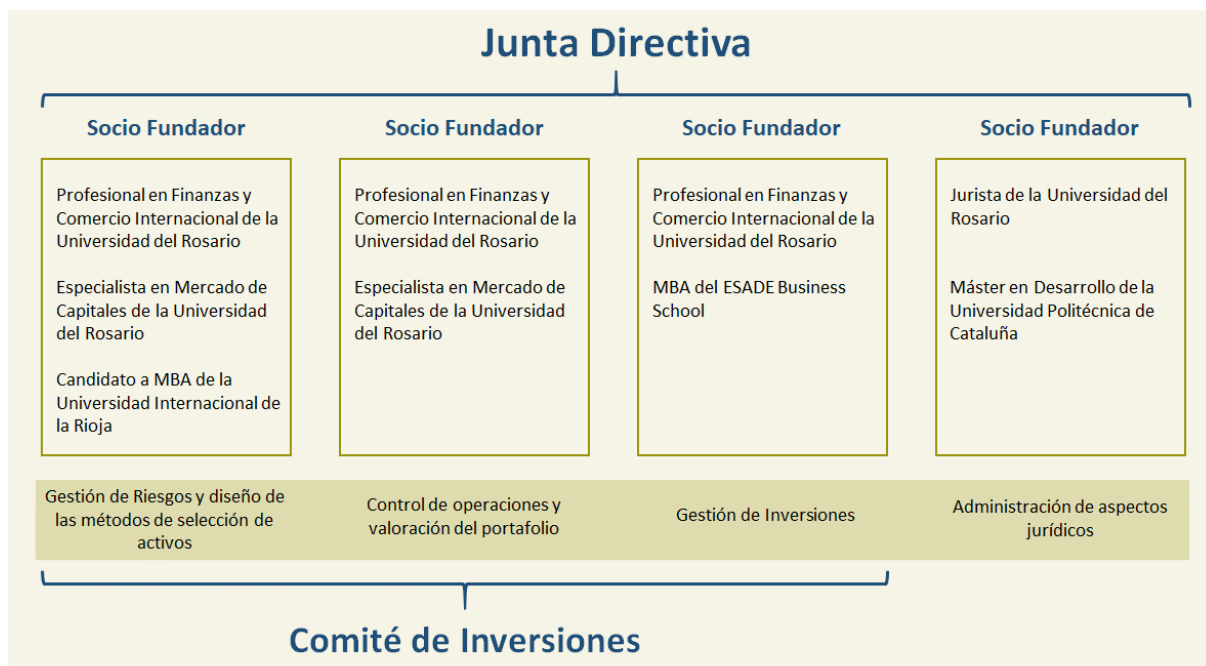 Junta Directiva
Socio Fundador
Socio Fundador
Socio Fundador
Socio Fundador
Profesional en Finanzas y
Comercio Internacional de la
Universidad del Rosario
Especialista en Mercado de
Capitales de la Universidad
del Rosario
Candidato a MBA de la
Universidad Internacional de
la Rioja
Profesional en Finanzas y
Comercio Internacional de la
Universidad del Rosario
Especialista en Mercado de
Capitales de la Universidad
del Rosario
Profesional en Finanzas y
Comercio Internacional de la
Universidad del Rosario
MBA del ESADE Business
School
Jurista de la Universidad del
Rosario
Máster en Desarrollo de la
Universidad Politécnica de
Cataluña
Gestión de Riesgos y diseño de
las métodos de selección de
activos
Control de operaciones y
valoración del portafolio
Gestión de Inversiones
Administración de aspectos
jurídicos
Comité de Inversiones